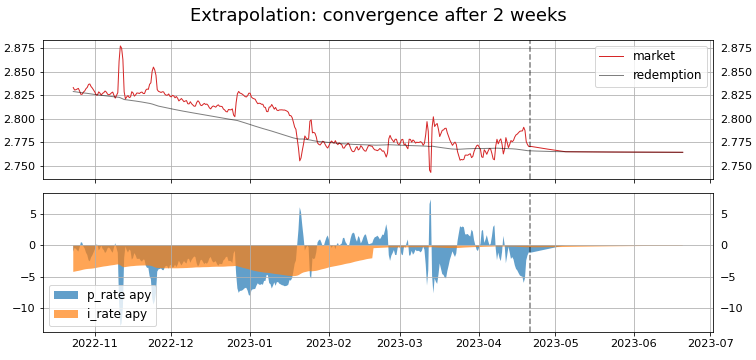 Extrapolation: convergence after 2 weeks
2.875 2.875
2.850 2.850
2.825 2.825
2.800 2.800
2.775 2.775
2.750 2.750
market
redemption
5 5
0 0
−5 −5
−10 −10
p_rate apy
i_rate apy
2022-11 2022-12 2023-01 2023-02 2023-03 2023-04 2023-05 2023-06 2023-07